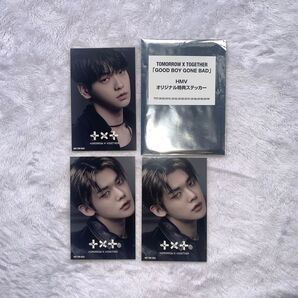 TOMORROW X TOGETHER
「GOOD BOY GONE BAD」
HMV
オリジナル特典ステッカー
TOMORROW X TOGETHER
TOMORROW X TOGETHER
TOMORROW X TOGETHER